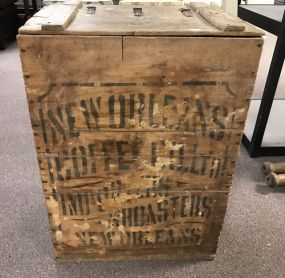 NEW ORLEANS
COFFEE CO. LTD.
IMPORTERS
ROASTERS
NEW ORLEANS.